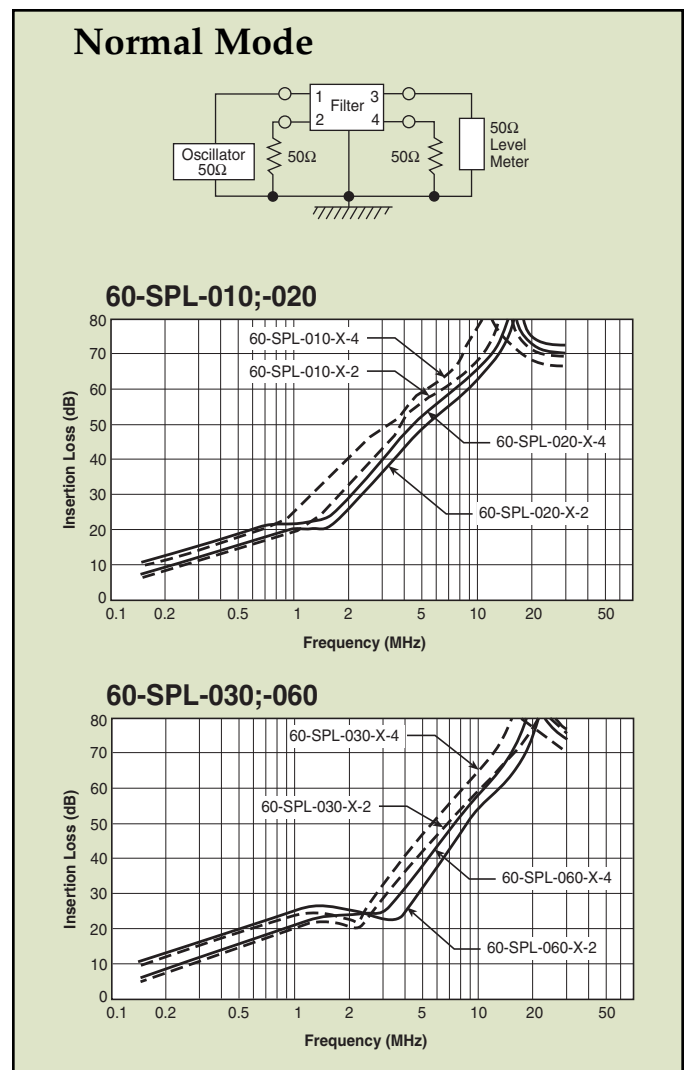 Normal Mode
1 Filter 3
2 4
Oscillator
50Ω
50Ω
50Ω
50Ω
Level
Meter
60-SPL-010;-020
Insertion Loss (dB)
80
70
60
50
40
30
20
10
0
60-SPL-010-X-4
60-SPL-010-X-2
60-SPL-020-X-4
60-SPL-020-X-2
0.1 0.2 0.5 1 2 5 10 20 50
Frequency (MHz)
60-SPL-030;-060
Insertion Loss (dB)
80
70
60
50
40
30
20
10
0
60-SPL-030-X-4
60-SPL-030-X-2
60-SPL-060-X-4
60-SPL-060-X-2
0.1 0.2 0.5 1 2 5 10 20 50
Frequency (MHz)